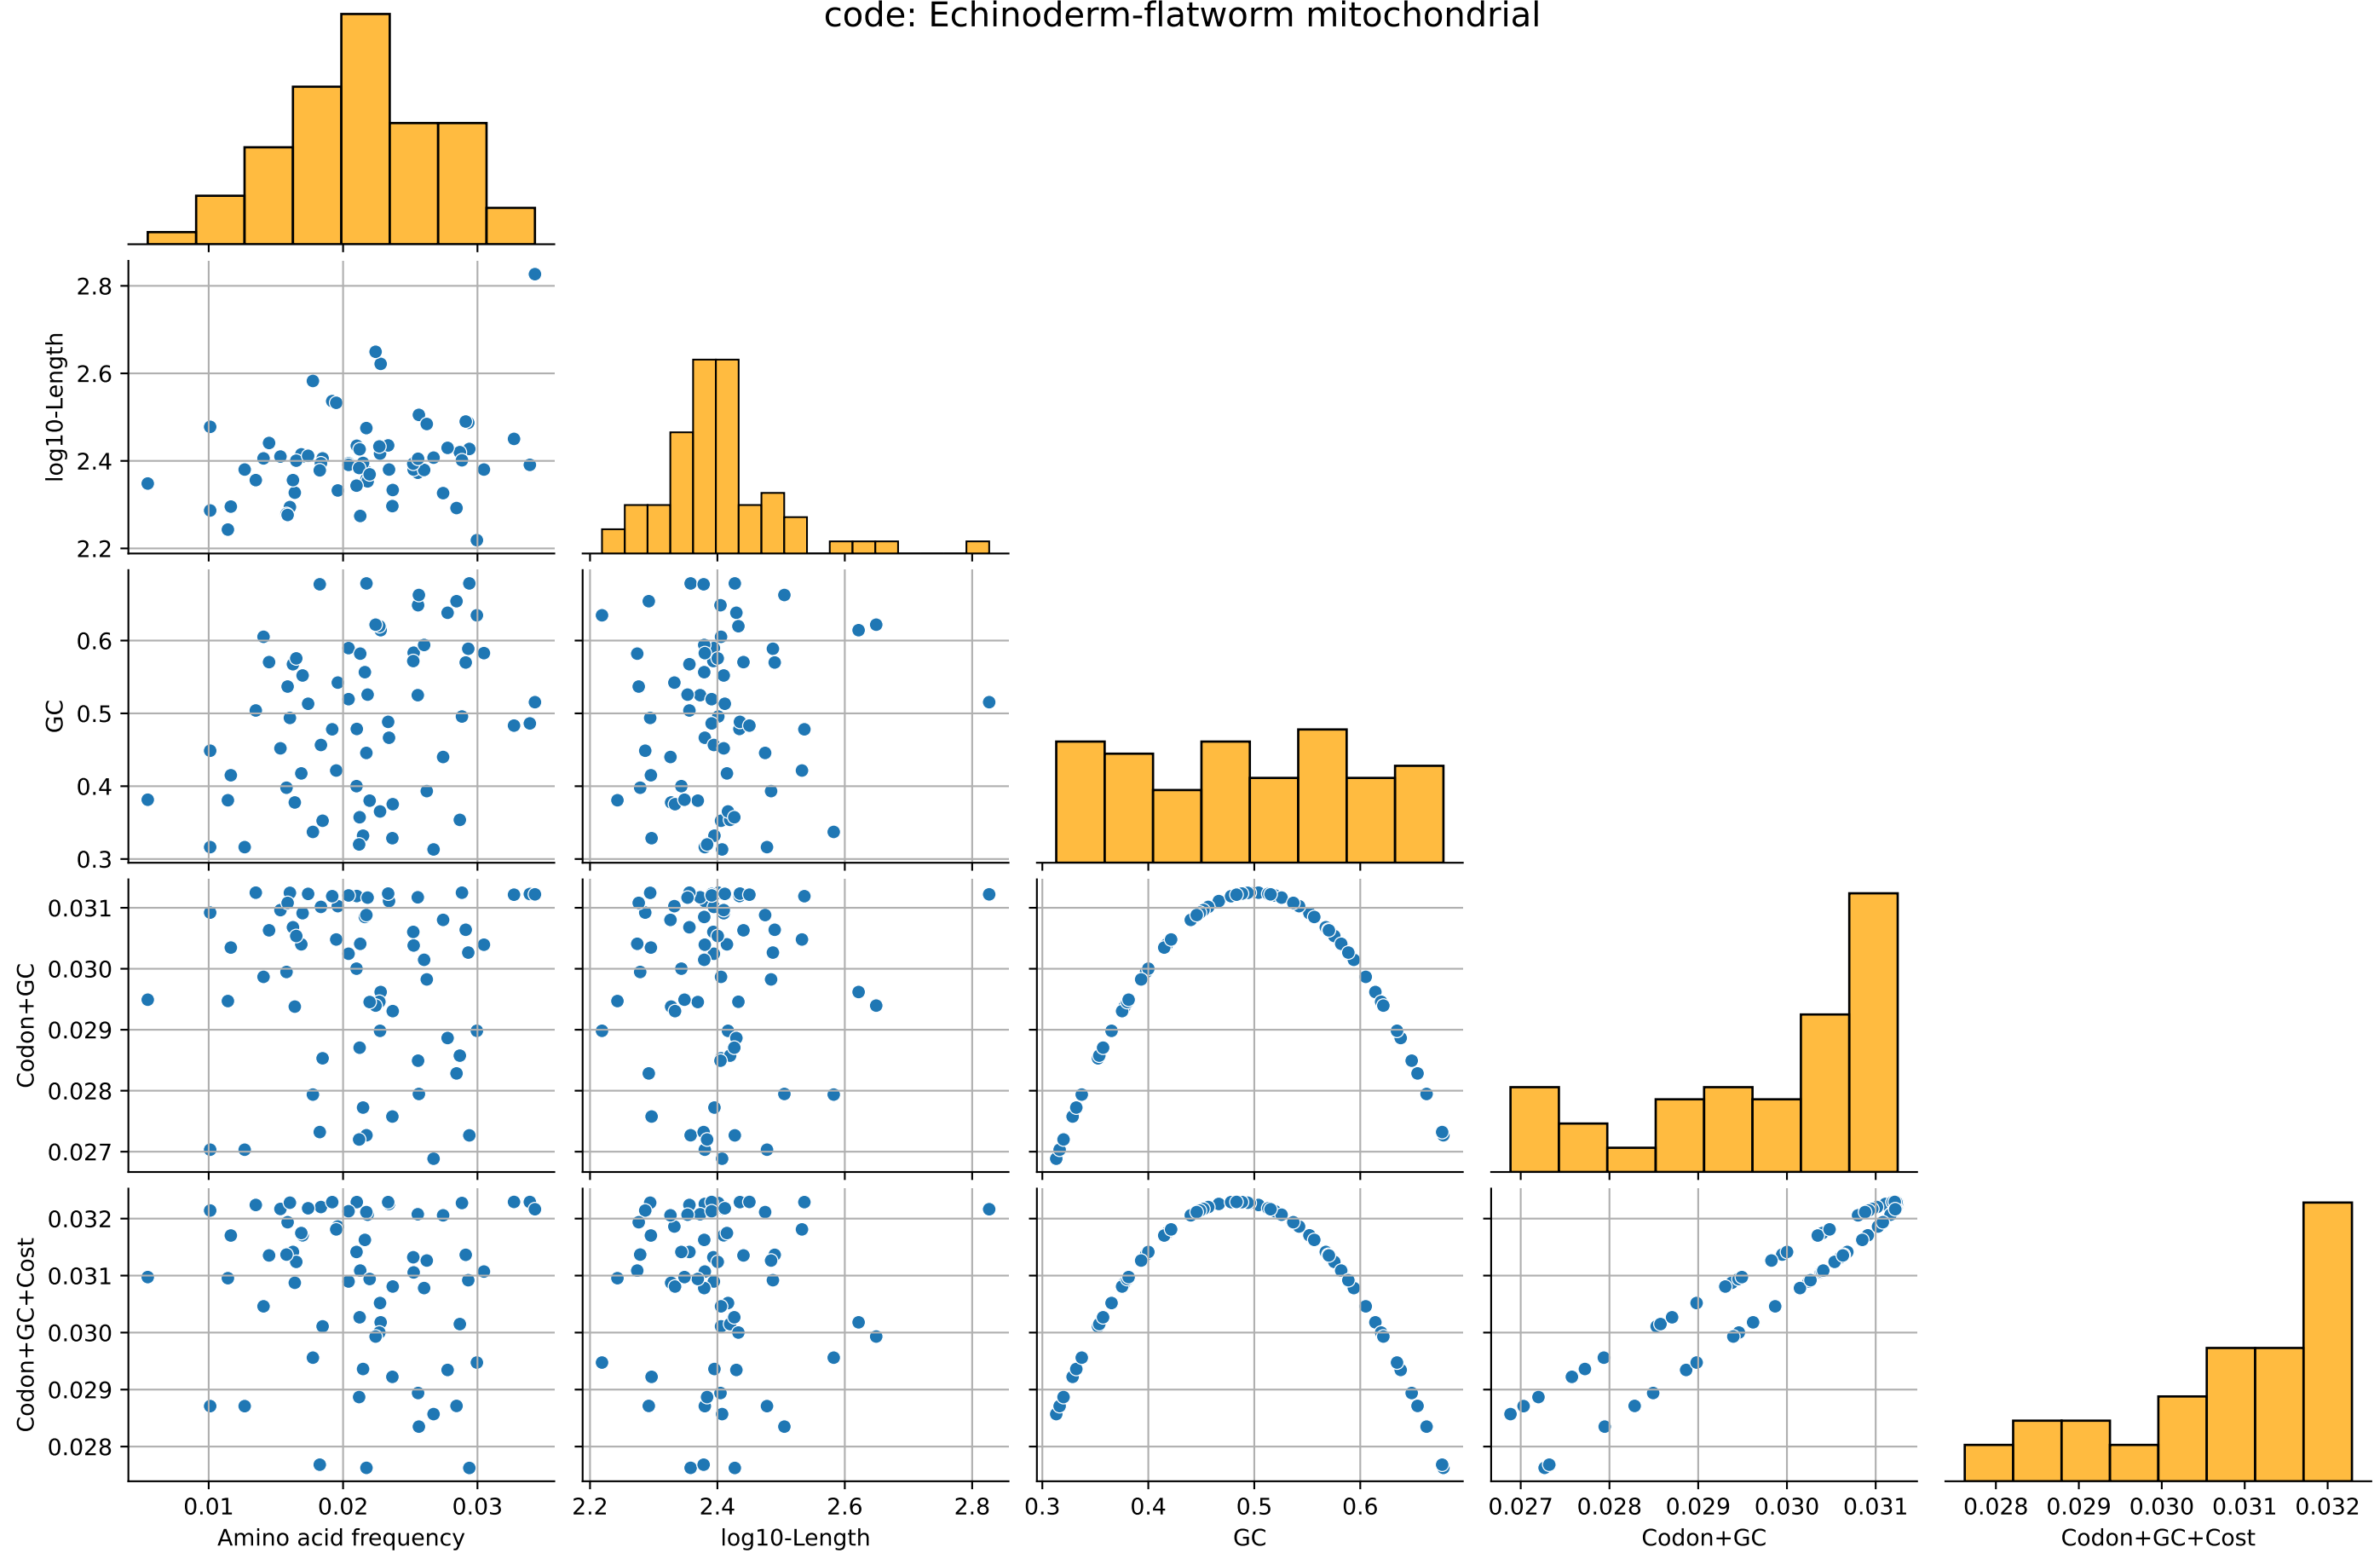 code: Echinoderm-flatworm mitochondrial
log10-Length
2.8
2.6
2.4
2.2
GC
0.6
0.5
0.4
0.3
Codon+GC
0.031
0.030
0.029
0.028
0.027
Codon+GC+Cost
0.032
0.031
0.030
0.029
0.028
0.01 0.02 0.03
Amino acid frequency
2.2 2.4 2.6 2.8
log10-Length
0.3 0.4 0.5 0.6
GC
0.027 0.028 0.029 0.030 0.031
Codon+GC
0.028 0.029 0.030 0.031 0.032
Codon+GC+Cost